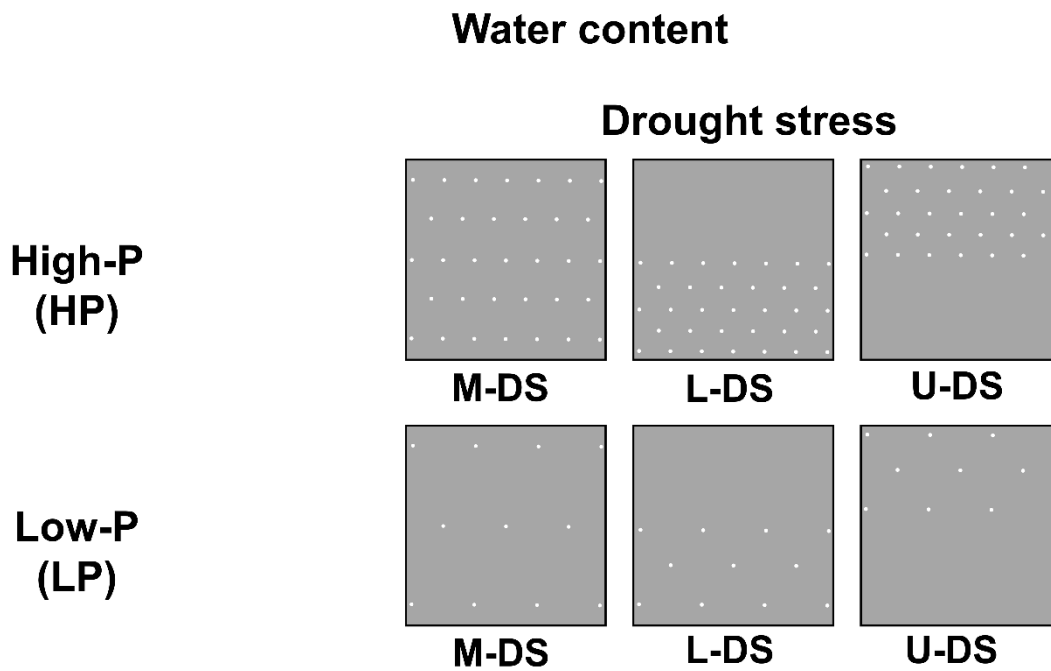 Water content
Drought stress
High-P
(HP)
M-DS
L-DS
U-DS
Low-P
(LP)
M-DS
L-DS
U-DS